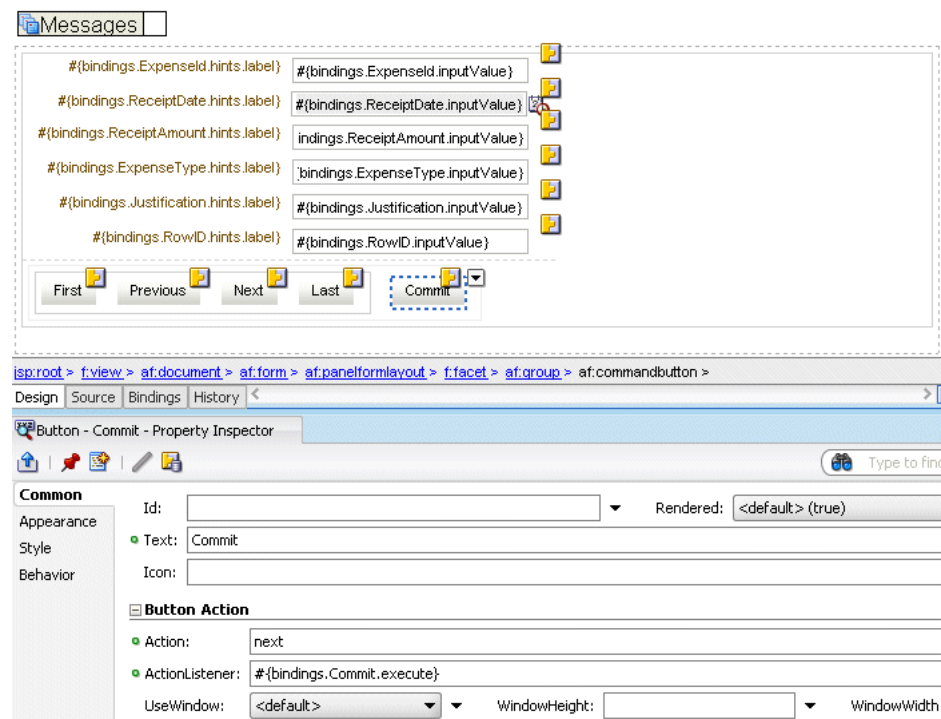 Messages
#{bindings.ExpenseId.hints.label} #{bindings.ExpenseId.inputValue}
#{bindings.ReceiptDate.hints.label} #{bindings.ReceiptDate.inputValue}
#{bindings.ReceiptAmount.hints.label} indings.ReceiptAmount.inputValue}
#{bindings.ExpenseType.hints.label} bindings.ExpenseType.inputValue}
#{bindings.Justification.hints.label} #{bindings.Justification.inputValue}
#{bindings.RowID.hints.label} #{bindings.RowID.inputValue}
First Previous Next Last Commit
jsp:root > f:view > af:document > af:form > af:panelformlayout > f:facet > af:group > af:commandbutton >
Design Source Bindings History
Button - Commit - Property Inspector
Type to find
Common
Id: Rendered: <default> (true)
Appearance
Text: Commit
Style
Icon:
Behavior
Button Action
Action: next
ActionListener: #{bindings.Commit.execute}
UseWindow: <default> WindowHeight: WindowWidth